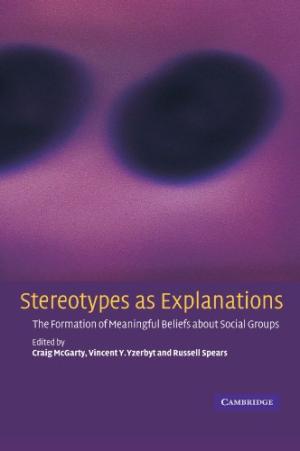 Stereotypes as Explanations
The Formation of Meaningful Beliefs about Social Groups
Edited by
Craig McGarty, Vincent Y. Yzerbyt and Russell Spears
CAMBRIDGE